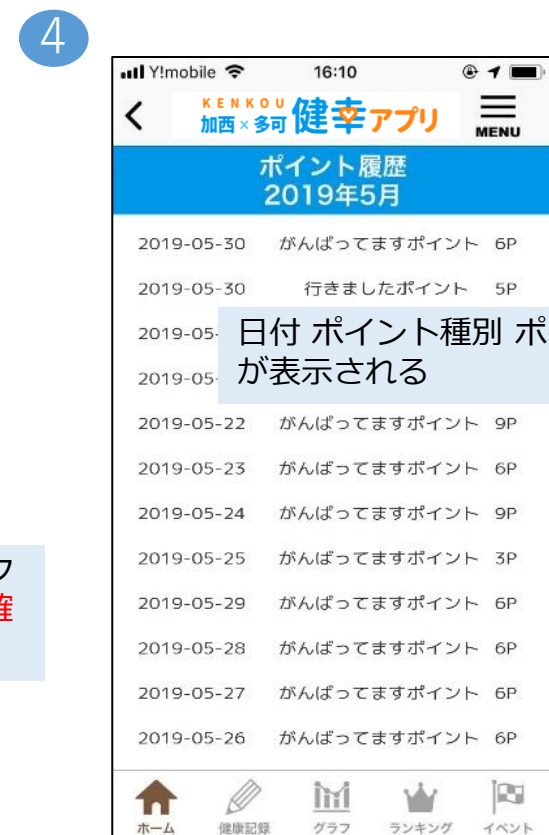 4
Y!mobile 16:10
KENKOU
加西×多可 健幸アプリ
MENU
ポイント履歴
2019年5月
2019-05-30 がんばってますポイント 6P
2019-05-30 行きましたポイント 5P
2019-05-
日付 ポイント種別 ポ
2019-05-
が表示される
2019-05-22 がんばってますポイント 9P
2019-05-23 がんばってますポイント 6P
2019-05-24 がんばってますポイント 9P
2019-05-25 がんばってますポイント 3P
2019-05-29 がんばってますポイント 6P
2019-05-28 がんばってますポイント 6P
2019-05-27 がんばってますポイント 6P
2019-05-26 がんばってますポイント 6P
ホーム 健康記録 グラフ ランキング イベント